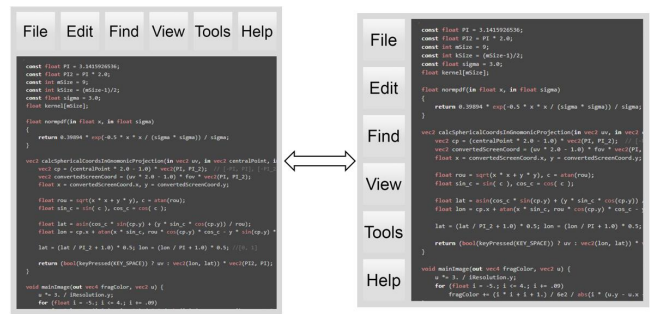 File Edit Find View Tools Help
const float PI = 3.1415926536;
const float PI2 = PI * 2.0;
const int mSize = 9;
const int kSize = (mSize-1)/2;
const float sigma = 3.0;
float kernel[mSize];
float normpdf(in float x, in float sigma)
{
return 0.39894 * exp(-0.5 * x * x / (sigma * sigma)) / sigma;
}
vec2 calcSphericalCoordsInGnomonicProjection(in vec2 uv, in vec2 centralPoint, i
vec2 cp = (centralPoint * 2.0 - 1.0) * vec2(PI, PI_2);
vec2 convertedScreenCoord = (uv * 2.0 - 1.0) * fov * vec2(PI,
float x = convertedScreenCoord.x, y = convertedScreenCoord.y;
float rou = sqrt(x * x + y * y), c = atan(rou);
float sin_c = sin( c ), cos_c = cos( c );
float lat = asin(cos_c * sin(cp.y) + (y * sin_c * cos(cp.y)) / rou);
float lon = cp.x + atan(x * sin_c, rou * cos(cp.y) * cos_c - y * sin(cp.y) *
lat = (lat / PI_2 + 1.0) * 0.5; lon = (lon / PI + 1.0) * 0.5; //[0, 1]
return (bool(keyPressed(KEY_SPACE)) ? uv : vec2(lon, lat)) * vec2(PI2, PI);
}
void mainImage(out vec4 fragColor, vec2 u) {
u *= 3. / iResolution.y;
for (float i = -5.; i <= 4.; i += .09)
File
Edit
Find
View
Tools
Help
const float PI = 3.1415926536;
const float PI2 = PI * 2.0;
const int mSize = 9;
const int kSize = (mSize-1)/2;
const float sigma = 3.0;
float kernel[mSize];
float normpdf(in float x, in float sigma)
{
return 0.39894 * exp(-0.5 * x * x / (sigma * sigma)) / sigma;
}
vec2 calcSphericalCoordsInGnomonicProjection(in vec2 uv, in vec2
vec2 cp = (centralPoint * 2.0 - 1.0) * vec2(PI, PI_2);
vec2 convertedScreenCoord = (uv * 2.0 - 1.0) * fov * vec2(PI,
float x = convertedScreenCoord.x, y = convertedScreenCoord.y;
float rou = sqrt(x * x + y * y), c = atan(rou);
float sin_c = sin( c ), cos_c = cos( c );
float lat = asin(cos_c * sin(cp.y) + (y * sin_c * cos(cp.y))
float lon = cp.x + atan(x * sin_c, rou * cos(cp.y) * cos_c - y
lat = (lat / PI_2 + 1.0) * 0.5; lon = (lon / PI + 1.0) * 0.5;
return (bool(keyPressed(KEY_SPACE)) ? uv : vec2(lon, lat)) *
}
void mainImage(out vec4 fragColor, vec2 u) {
u *= 3. / iResolution.y;
for (float i = -5.; i <= 4.; i += .09)
fragColor += (i * i + i + 1.) / 6e2 / abs(i * (u.y - u.x